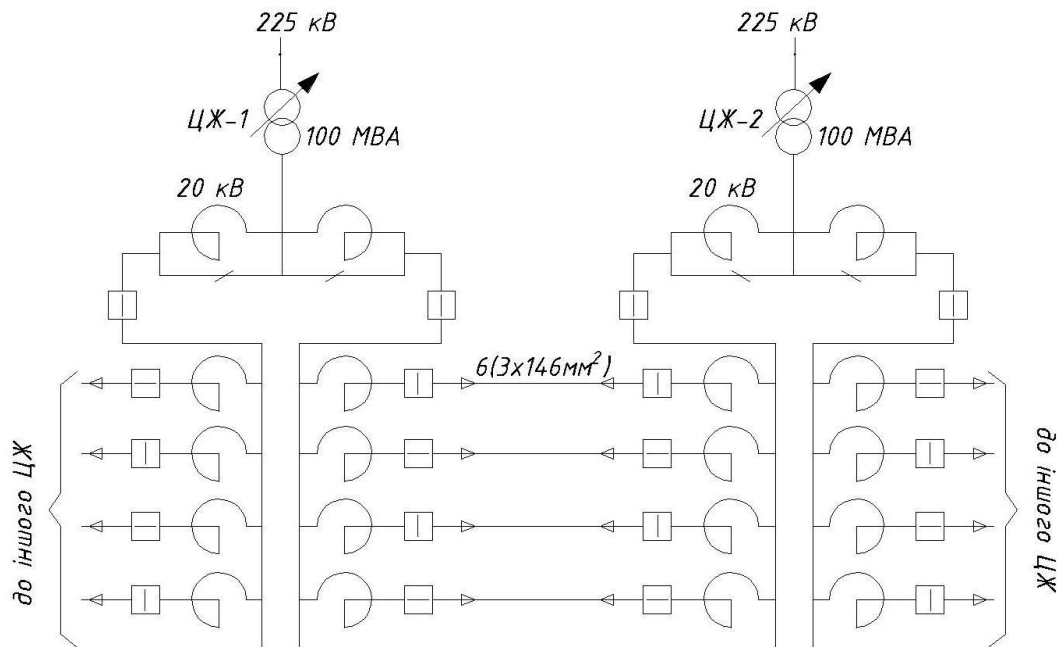 225 кВ
225 кВ
ЦЖ-1
100 МВА
ЦЖ-2
100 МВА
20 кВ
20 кВ
6(3х146мм²)
до іншого ЦЖ
до іншого ЦЖ